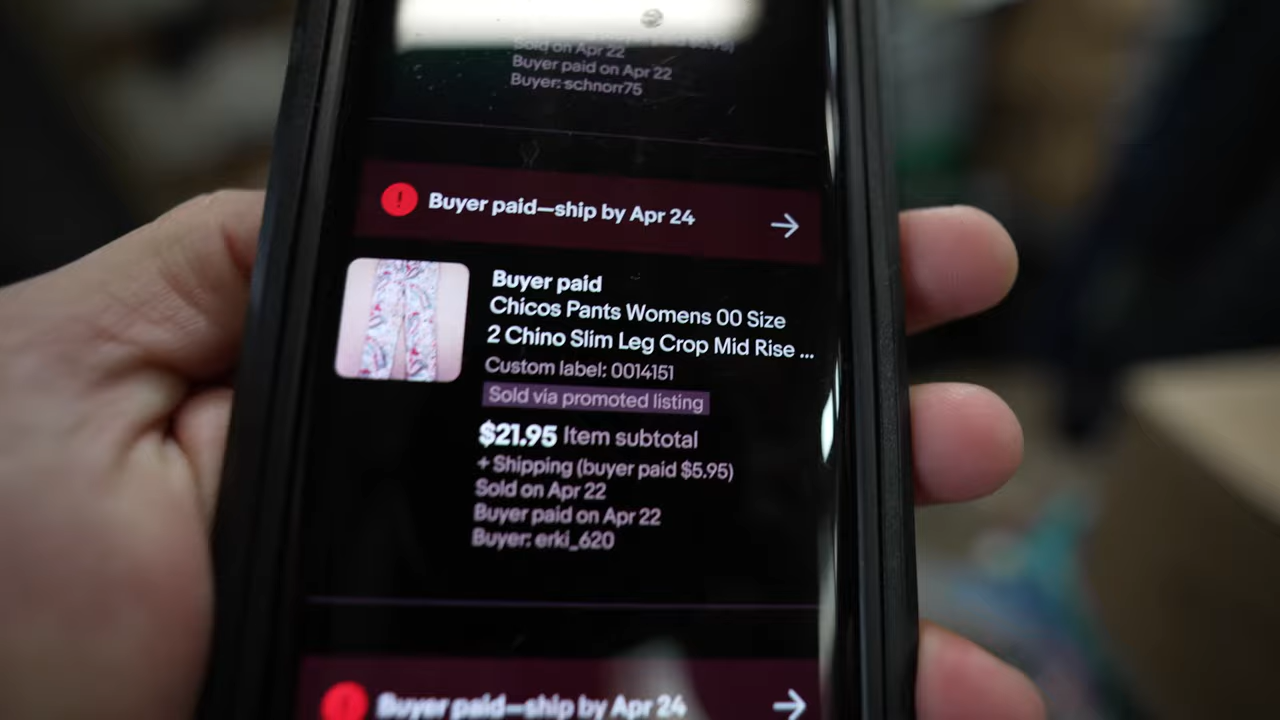 Sold on Apr 22
Buyer paid on Apr 22
Buyer: schnorr75
Buyer paid—ship by Apr 24
Buyer paid
Chicos Pants Womens 00 Size
2 Chino Slim Leg Crop Mid Rise ...
Custom label: 0014151
Sold via promoted listing
$21.95 Item subtotal
+ Shipping (buyer paid $5.95)
Sold on Apr 22
Buyer paid on Apr 22
Buyer: erki_620
Buyer paid—ship by Apr 24